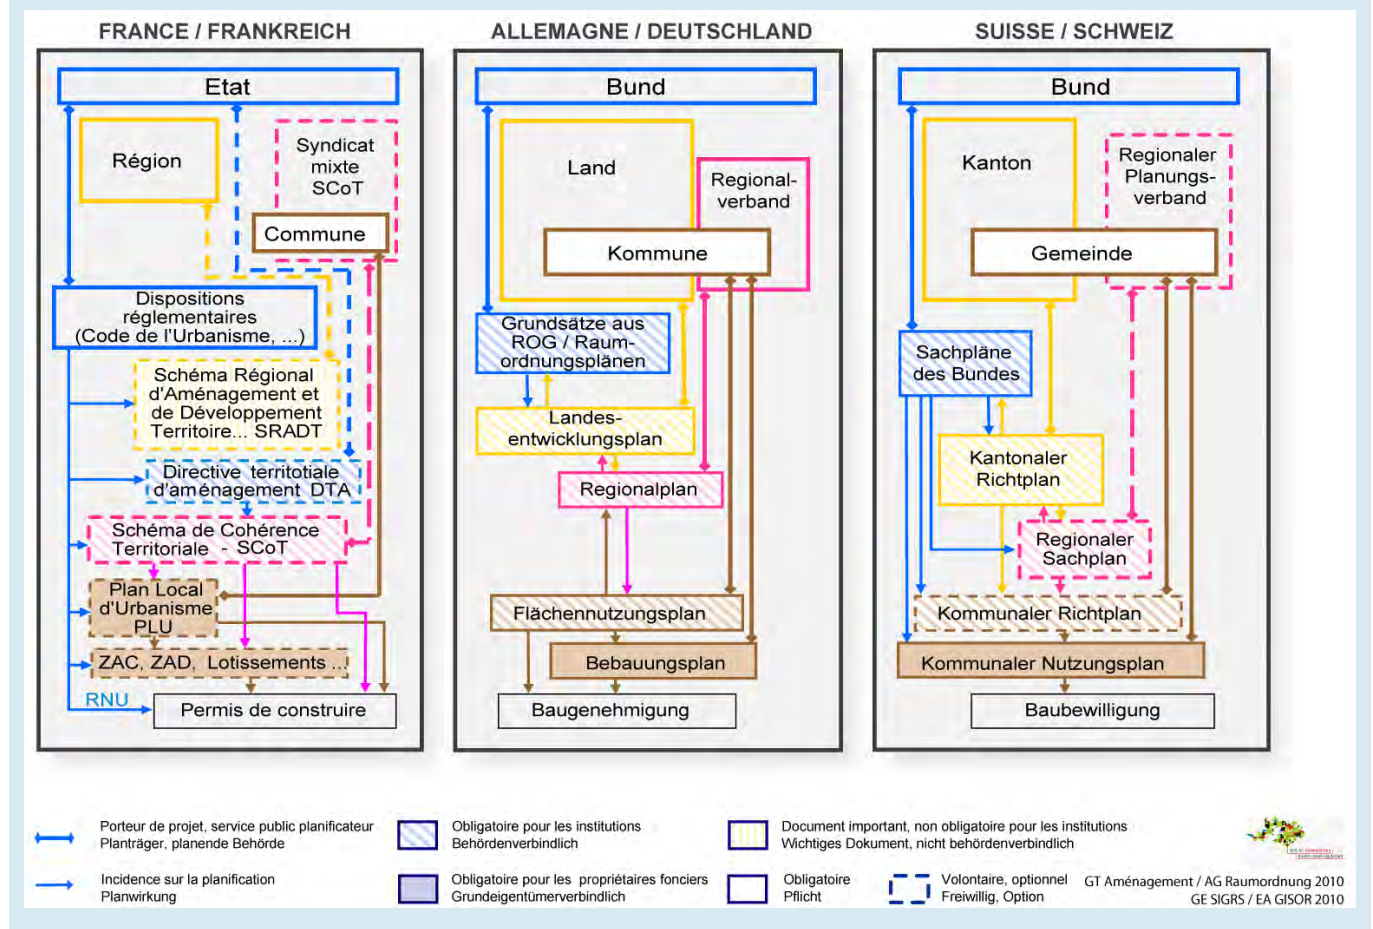 FRANCE / FRANKREICH
Etat
Région
Syndicat
mixte
SCoT
Commune
Dispositions
réglementaires
(Code de l'Urbanisme, ...)
Schéma Régional
d'Aménagement et
de Développement
Territoire... SRADT
Directive territotiale
d'aménagement DTA
Schéma de Cohérence
Territoriale - SCoT
Plan Local
d'Urbanisme
PLU
ZAC, ZAD, Lotissements ...
RNU
Permis de construire
ALLEMAGNE / DEUTSCHLAND
Bund
Land
Regional-
verband
Kommune
Grundsätze aus
ROG / Raum-
ordnungsplänen
Landes-
entwicklungsplan
Regionalplan
Flächennutzungsplan
Bebauungsplan
Baugenehmigung
SUISSE / SCHWEIZ
Bund
Kanton
Regionaler
Planungs-
verband
Gemeinde
Sachpläne
des Bundes
Kantonaler
Richtplan
Regionaler
Sachplan
Kommunaler Richtplan
Kommunaler Nutzungsplan
Baubewilligung
Porteur de projet, service public planificateur
Planträger, planende Behörde
Incidence sur la planification
Planwirkung
Obligatoire pour les institutions
Behördenverbindlich
Obligatoire pour les propriétaires fonciers
Grundeigentümerverbindlich
Document important, non obligatoire pour les institutions
Wichtiges Dokument, nicht behördenverbindlich
Obligatoire
Pflicht
Volontaire, optionnel
Freiwillig, Option
GT Aménagement / AG Raumordnung 2010
GE SIGRS / EA GISOR 2010